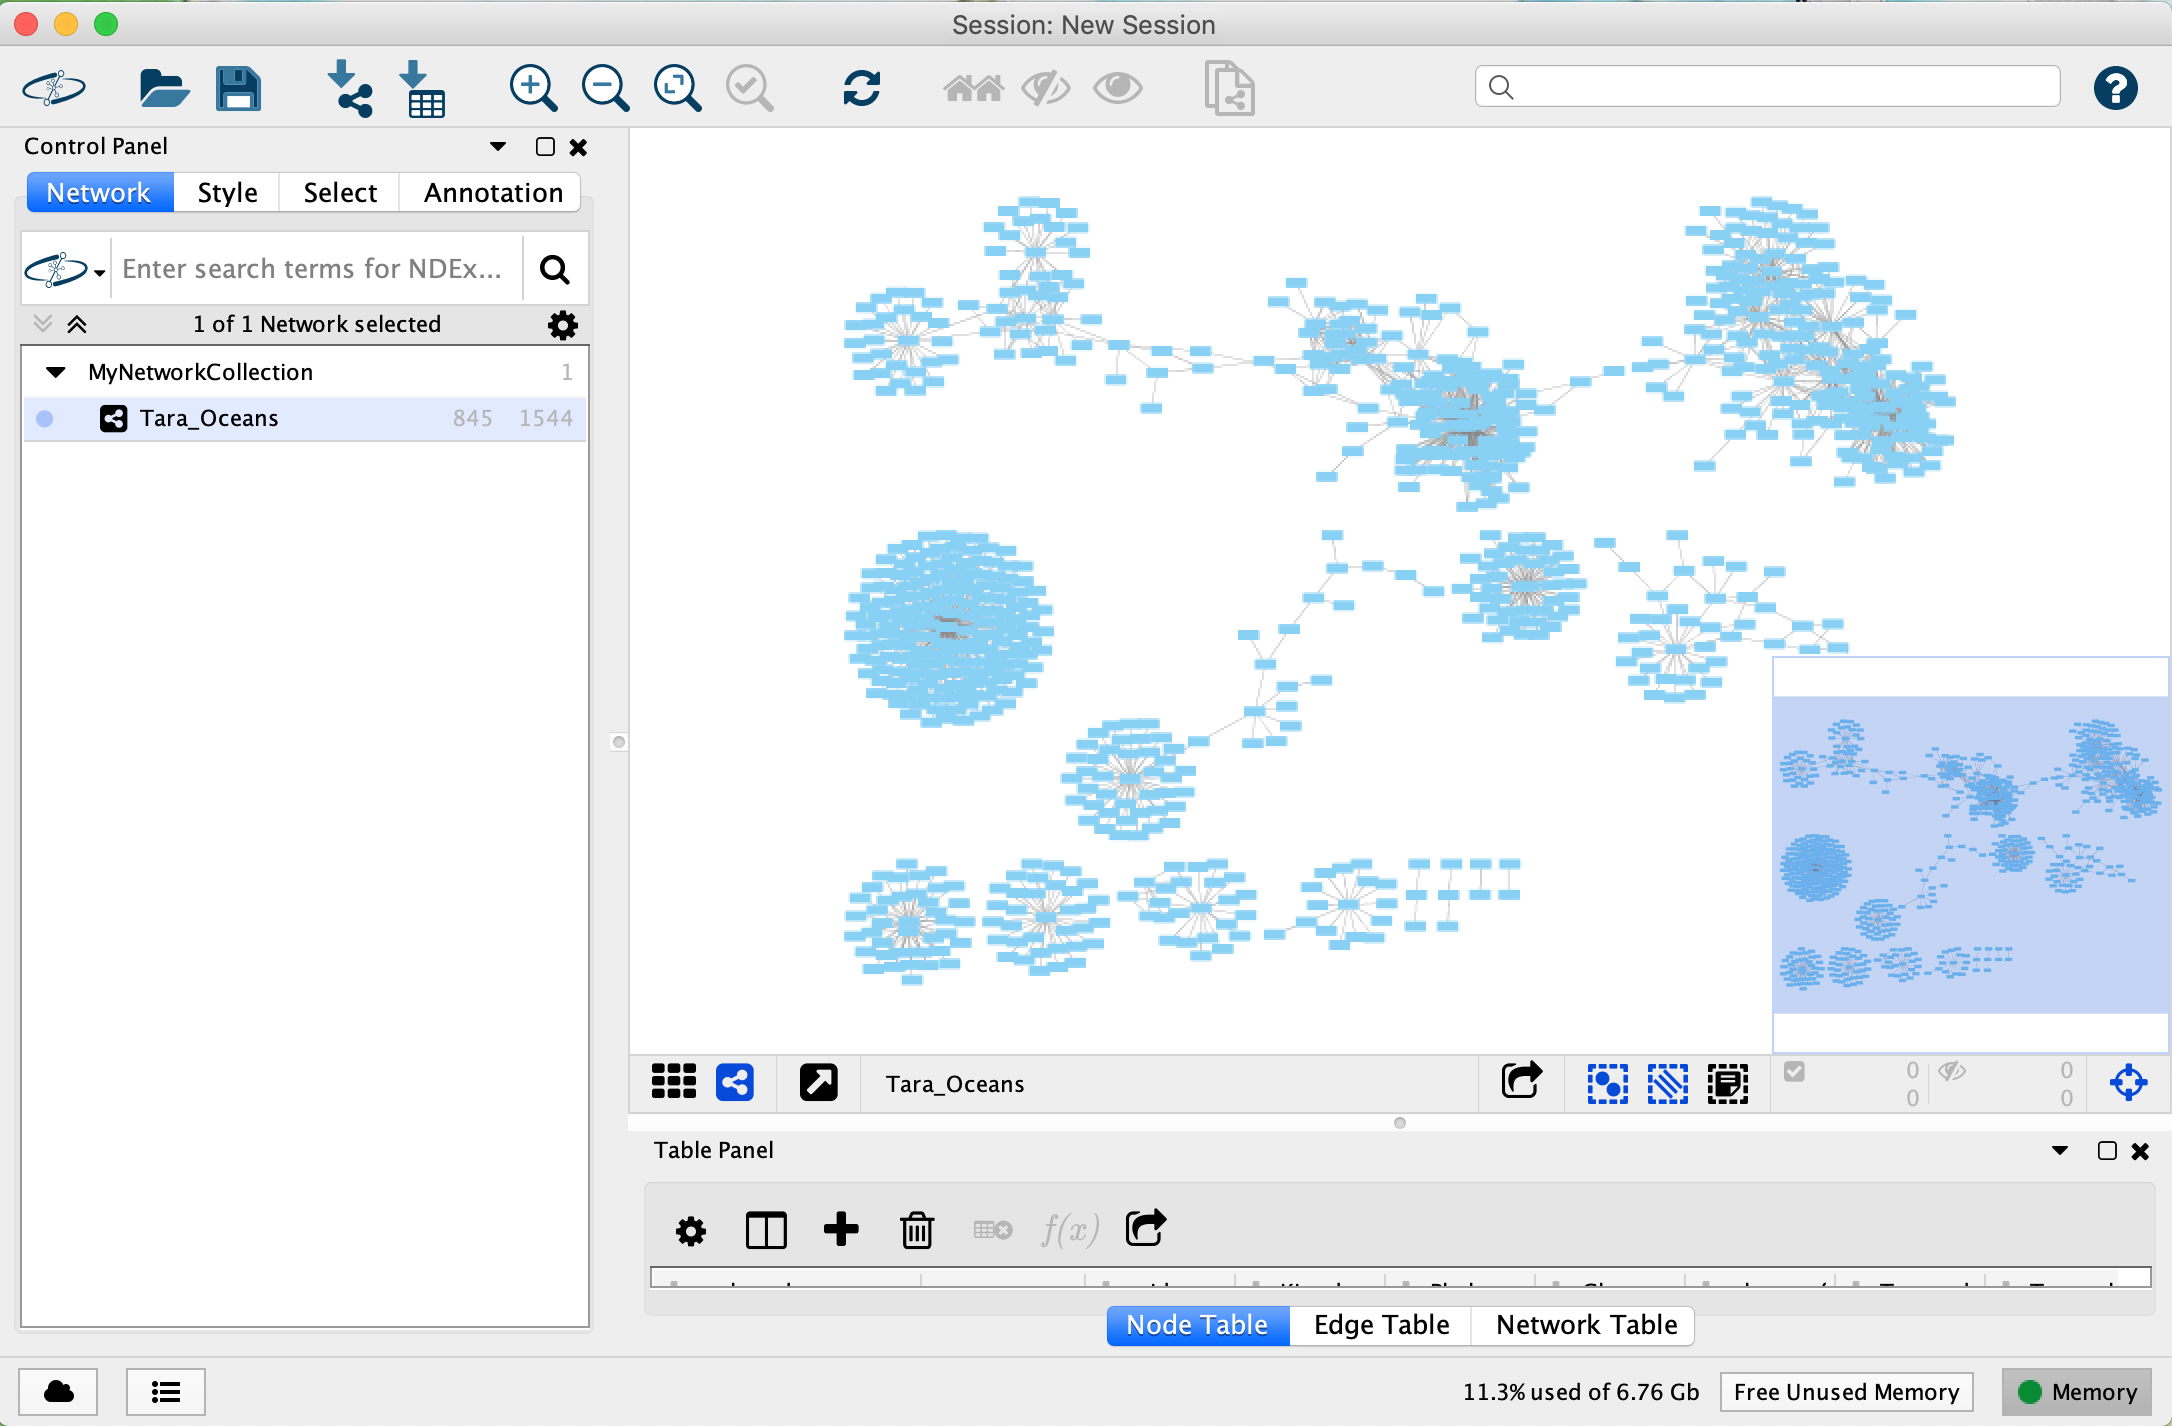 Session: New Session
Control Panel
Network Style Select Annotation
Enter search terms for NDEx...
1 of 1 Network selected
MyNetworkCollection 1
Tara_Oceans 845 1544
Tara_Oceans
0 0
0 0
Table Panel
f(x)
Node Table Edge Table Network Table
11.3% used of 6.76 Gb Free Unused Memory Memory